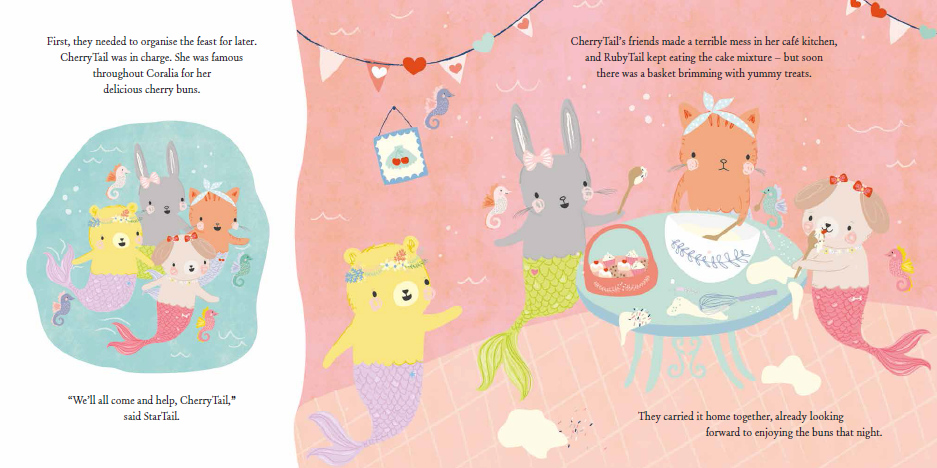 First, they needed to organise the feast for later.
CherryTail was in charge. She was famous
throughout Coralia for her
delicious cherry buns.
“We’ll all come and help, CherryTail,”
said StarTail.
CherryTail’s friends made a terrible mess in her café kitchen,
and RubyTail kept eating the cake mixture – but soon
there was a basket brimming with yummy treats.
They carried it home together, already looking
forward to enjoying the buns that night.